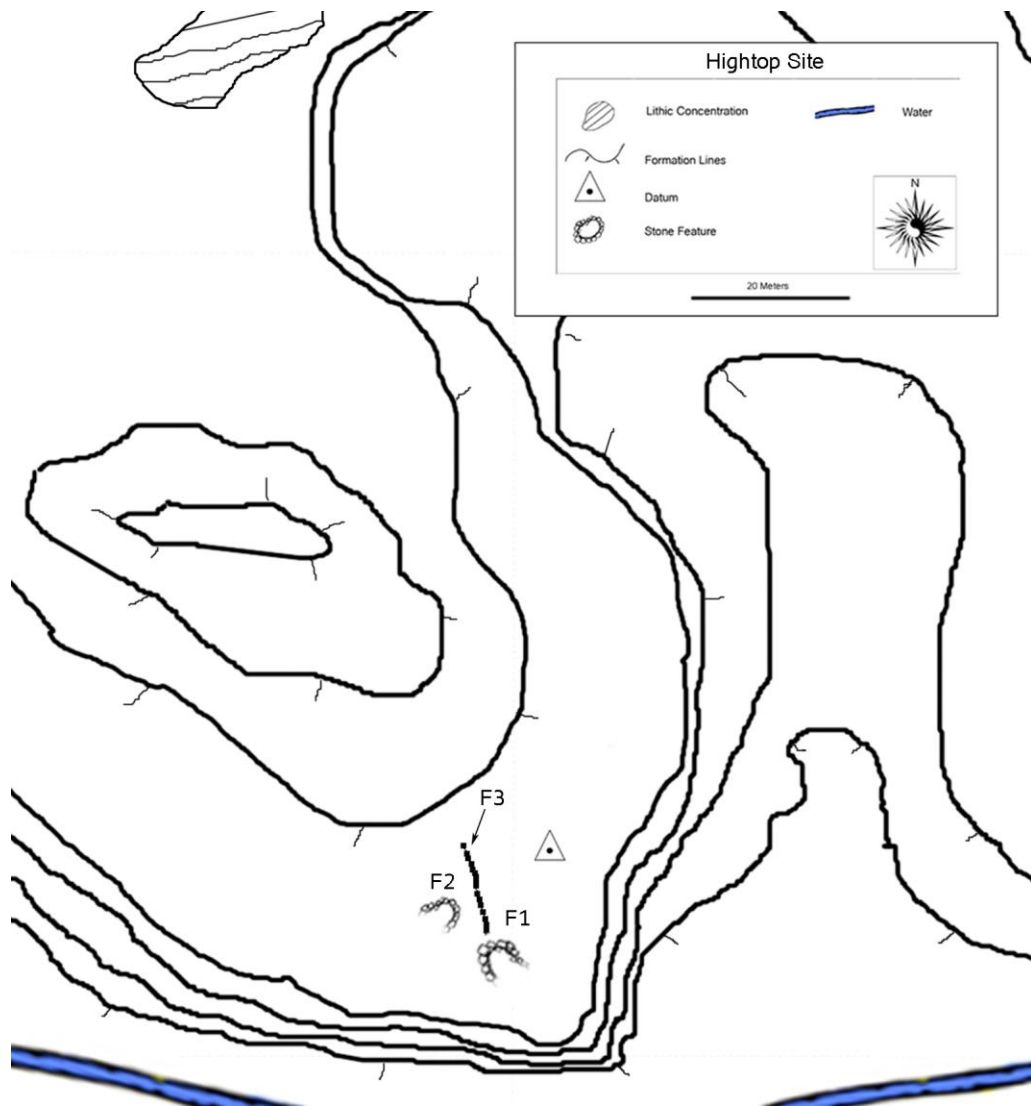 Hightop Site
Lithic Concentration
Water
Formation Lines
Datum
Stone Feature
N
20 Meters
F3
F2
F1